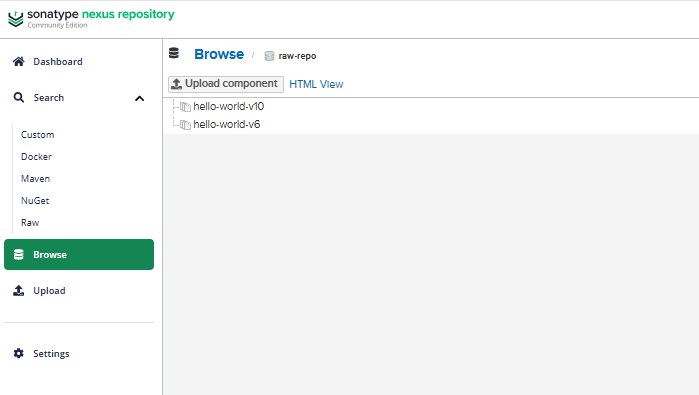 sonatype nexus repository
Community Edition
Dashboard
Search
Custom
Docker
Maven
NuGet
Raw
Browse
Upload
Settings
Browse / raw-repo
Upload component HTML View
hello-world-v10
hello-world-v6